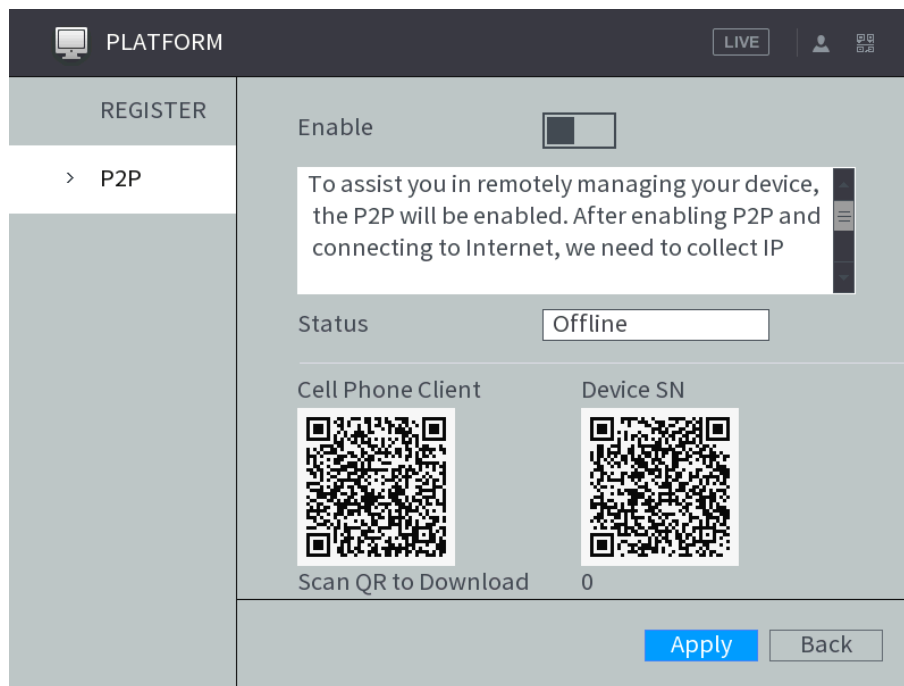 PLATFORM
LIVE
REGISTER
> P2P
Enable
To assist you in remotely managing your device,
the P2P will be enabled. After enabling P2P and
connecting to Internet, we need to collect IP
Status
Offline
Cell Phone Client
Device SN
Scan QR to Download
0
Apply
Back